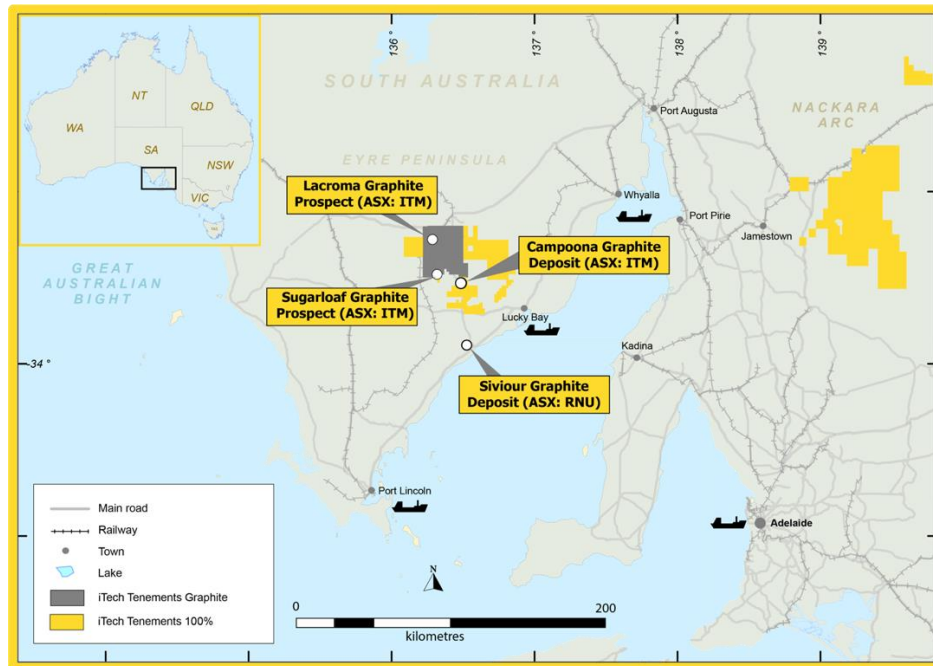 NT
QLD
WA
SA
NSW
VIC
TAS
136 °
137 °
138 °
139 °
SOUTH AUSTRALIA
Port Augusta
NACKARA
ARC
EYRE PENINSULA
Lacroma Graphite
Prospect (ASX: ITM)
Whyalla
Port Pirie
Jamestown
Campoona Graphite
Deposit (ASX: ITM)
GREAT
AUSTRALIAN
BIGHT
Sugarloaf Graphite
Prospect (ASX: ITM)
Lucky Bay
Kadina
-34 °
Siviour Graphite
Deposit (ASX: RNU)
Port Lincoln
Adelaide
Main road
Railway
Town
Lake
iTech Tenements Graphite
iTech Tenements 100%
N
0
200
kilometres